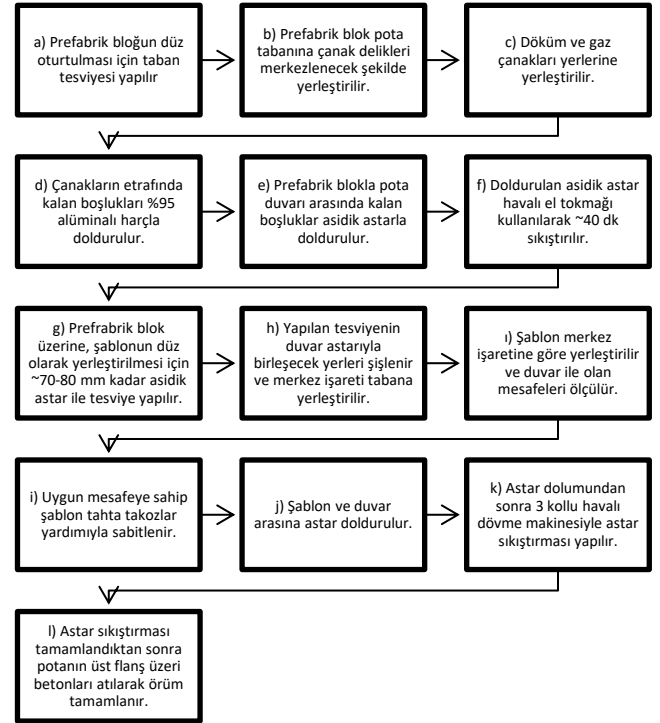 a) Prefabrik bloğun düz
oturtulması için taban
tesviyesi yapılır
b) Prefabrik blok pota
tabanına çanak delikleri
merkezlenecek şekilde
yerleştirilir.
c) Döküm ve gaz
çanakları yerlerine
yerleştirilir.
d) Çanakların etrafında
kalan boşlukları %95
alüminalı harçla
doldurulur.
e) Prefabrik blokla pota
duvarı arasında kalan
boşluklar asidik astarla
doldurulur.
f) Doldurulan asidik astar
havalı el tokmağı
kullanılarak ~40 dk
sıkıştırılır.
g) Prefrabrik blok
üzerine, şablonun düz
olarak yerleştirilmesi için
~70-80 mm kadar asidik
astar ile tesviye yapılır.
h) Yapılan tesviyenin
duvar astarıyla
birleşecek yerleri şişlenir
ve merkez işareti tabana
yerleştirilir.
ı) Şablon merkez
işaretine göre yerleştirilir
ve duvar ile olan
mesafeleri ölçülür.
i) Uygun mesafeye sahip
şablon tahta takozlar
yardımıyla sabitlenir.
j) Şablon ve duvar
arasına astar doldurulur.
k) Astar dolumundan
sonra 3 kollu havalı
dövme makinesiyle astar
sıkıştırması yapılır.
l) Astar sıkıştırması
tamamlandıktan sonra
potanın üst flanş üzeri
betonları atılarak örüm
tamamlanır.